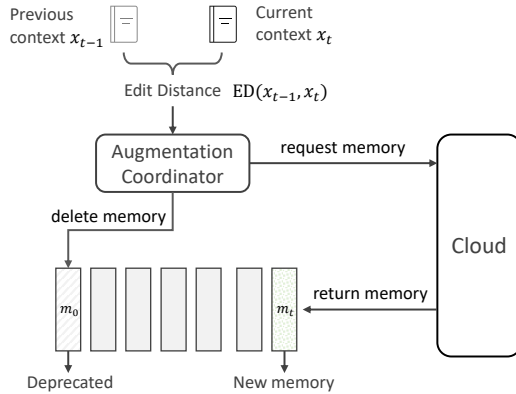 Previous
context x_{t−1}
Current
context x_t
Edit Distance ED(x_{t−1}, x_t)
Augmentation
Coordinator
request memory
delete memory
Cloud
m_0
m_t
return memory
Deprecated
New memory